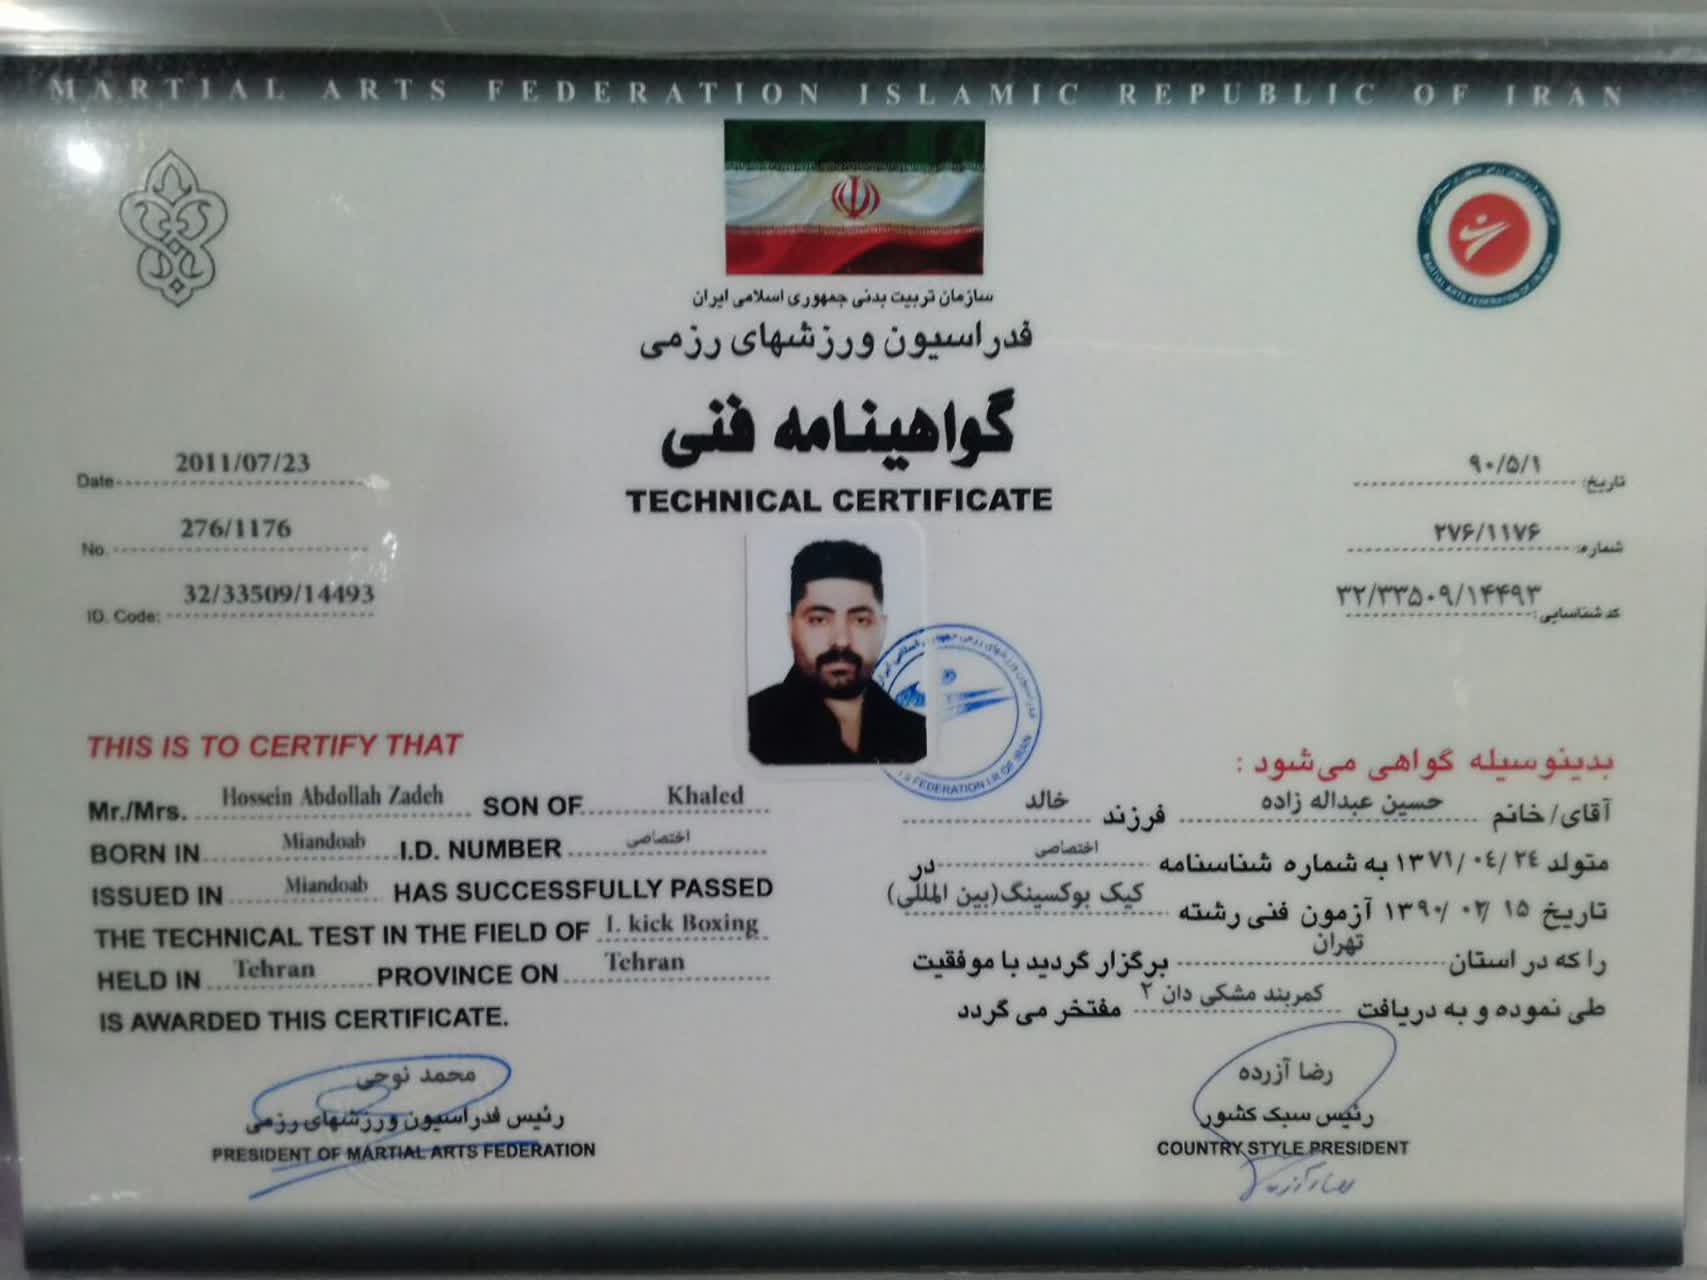 MARTIAL ARTS FEDERATION ISLAMIC REPUBLIC OF IRAN
سازمان تربیت بدنی جمهوری اسلامی ایران
فدراسیون ورزشهای رزمی
گواهینامه فنی
TECHNICAL CERTIFICATE
Date 2011/07/23
No. 276/1176
ID. Code: 32/33509/14493
تاریخ: ۹۰/۵/۱
شماره: ۲۷۶/۱۱۷۶
کد شناسایی: ۳۲/۳۳۵۰۹/۱۴۴۹۳
THIS IS TO CERTIFY THAT
Mr./Mrs. Hossein Abdollah Zadeh SON OF Khaled
BORN IN Miandoab I.D. NUMBER اختصاصی
ISSUED IN Miandoab HAS SUCCESSFULLY PASSED
THE TECHNICAL TEST IN THE FIELD OF I. kick Boxing
HELD IN Tehran PROVINCE ON Tehran
IS AWARDED THIS CERTIFICATE.
بدینوسیله گواهی می‌شود :
آقای/خانم حسین عبداله زاده فرزند خالد
متولد ۱۳۷۱/۰۴/۲۴ به شماره شناسنامه اختصاصی در
تاریخ ۱۳۹۰/۰۲/۱۵ آزمون فنی رشته کیک بوکسینگ(بین المللی)
را که در استان تهران برگزار گردید با موفقیت
طی نموده و به دریافت کمربند مشکی دان ۲ مفتخر می گردد
محمد نوحی
رئیس فدراسیون ورزشهای رزمی
PRESIDENT OF MARTIAL ARTS FEDERATION
رضا آزرده
رئیس سبک کشور
COUNTRY STYLE PRESIDENT